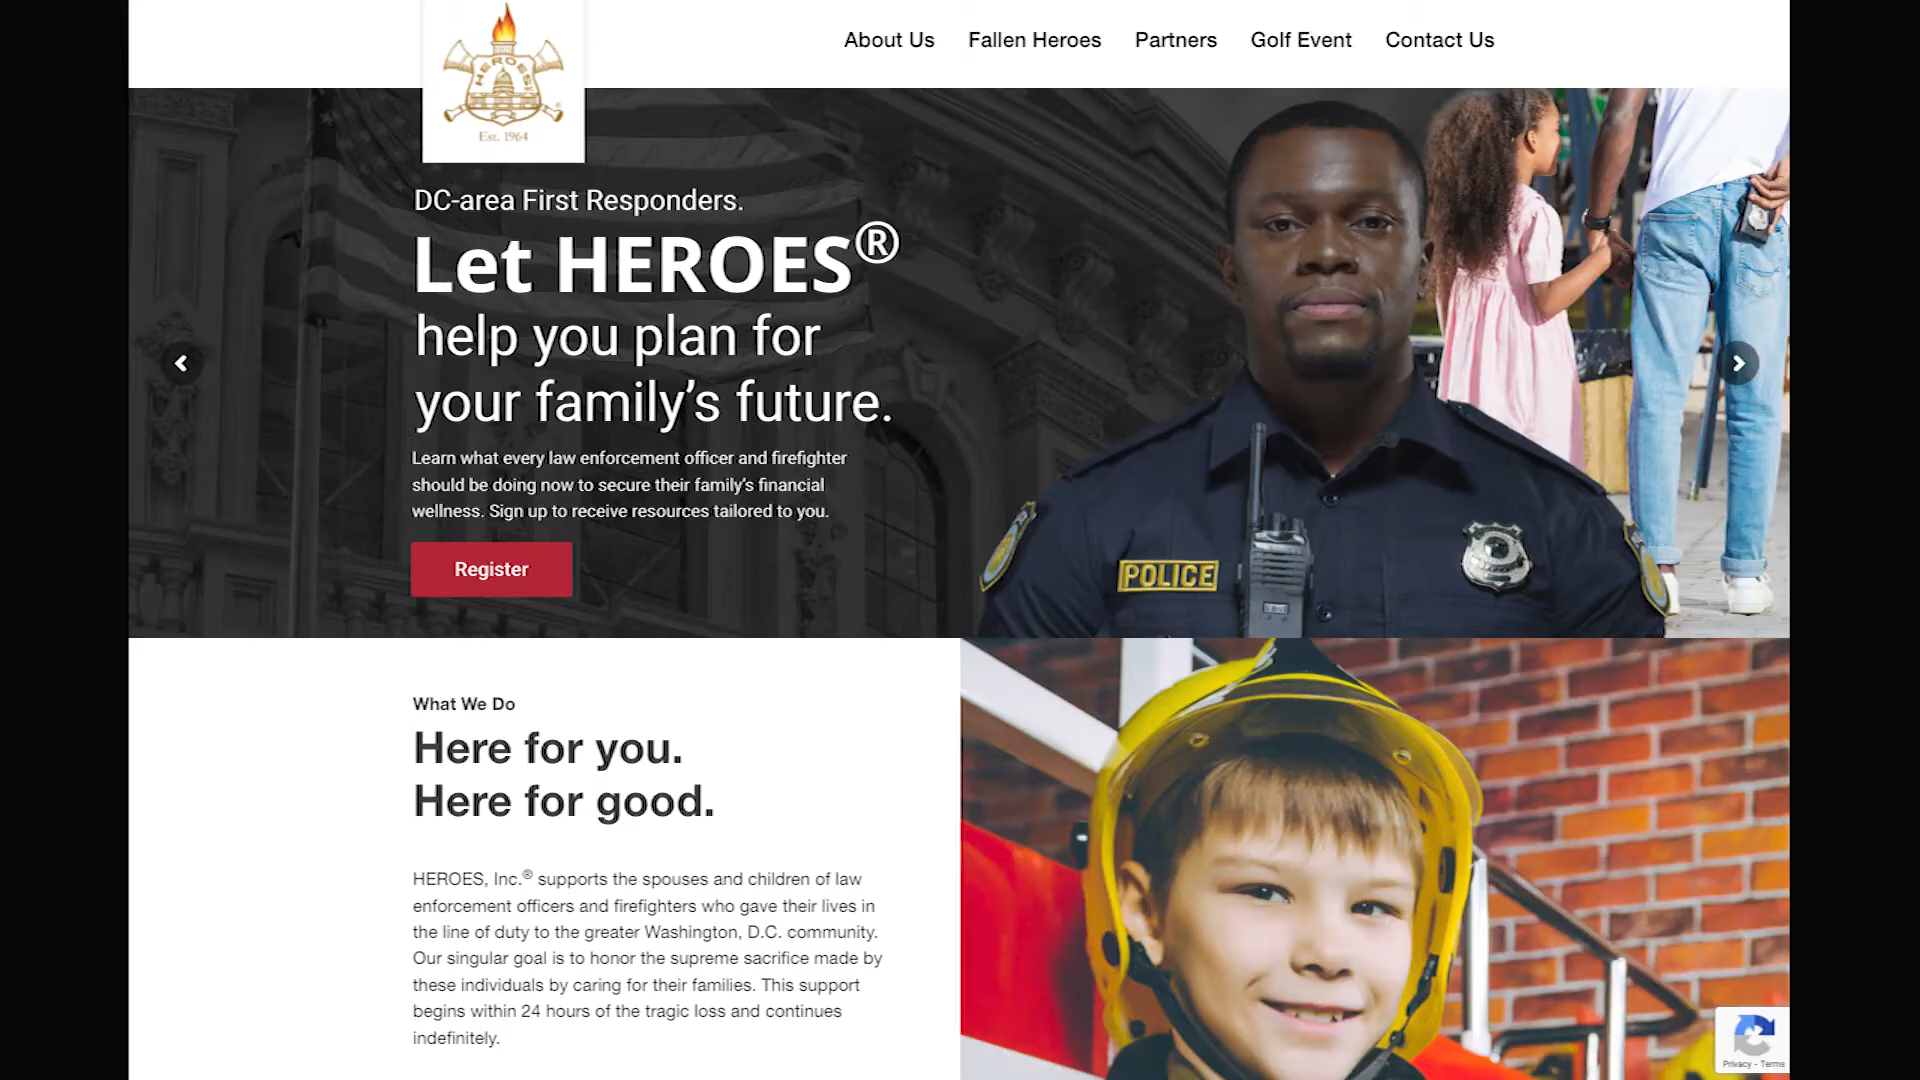 About Us Fallen Heroes Partners Golf Event Contact Us
HEROES
Est. 1964
DC-area First Responders.
Let HEROES®
help you plan for
your family's future.
Learn what every law enforcement officer and firefighter
should be doing now to secure their family's financial
wellness. Sign up to receive resources tailored to you.
Register
POLICE
What We Do
Here for you.
Here for good.
HEROES, Inc.® supports the spouses and children of law
enforcement officers and firefighters who gave their lives in
the line of duty to the greater Washington, D.C. community.
Our singular goal is to honor the supreme sacrifice made by
these individuals by caring for their families. This support
begins within 24 hours of the tragic loss and continues
indefinitely.
Privacy - Terms